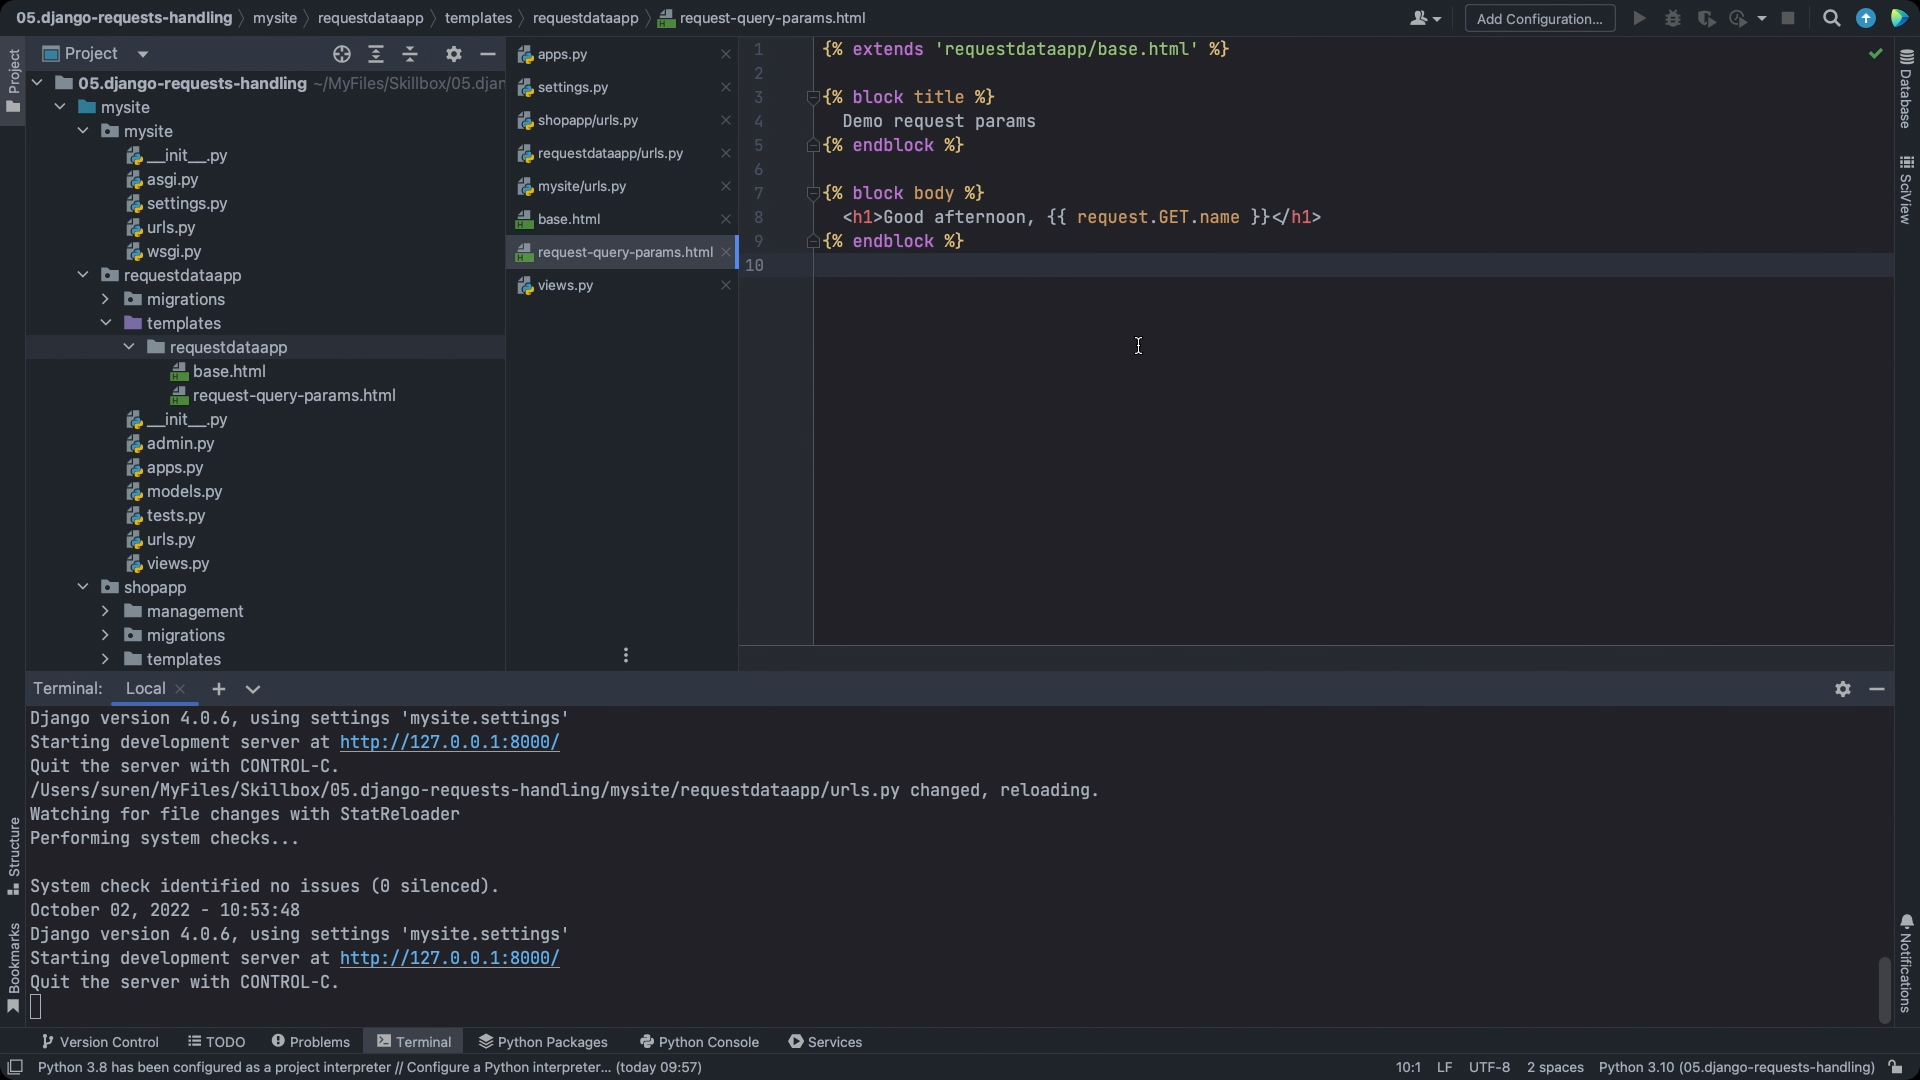 05.django-requests-handling mysite requestdataapp templates requestdataapp request-query-params.html
Add Configuration...
Project
Project
05.django-requests-handling ~/MyFiles/Skillbox/05.djan
mysite
mysite
__init__.py
asgi.py
settings.py
urls.py
wsgi.py
requestdataapp
migrations
templates
requestdataapp
base.html
request-query-params.html
__init__.py
admin.py
apps.py
models.py
tests.py
urls.py
views.py
shopapp
management
migrations
templates
apps.py
settings.py
shopapp/urls.py
requestdataapp/urls.py
mysite/urls.py
base.html
request-query-params.html
views.py
1 {% extends 'requestdataapp/base.html' %}
2
3 {% block title %}
4 Demo request params
5 {% endblock %}
6
7 {% block body %}
8 <h1>Good afternoon, {{ request.GET.name }}</h1>
9 {% endblock %}
10
Database
SciView
Notifications
Terminal: Local
Django version 4.0.6, using settings 'mysite.settings'
Starting development server at http://127.0.0.1:8000/
Quit the server with CONTROL-C.
/Users/suren/MyFiles/Skillbox/05.django-requests-handling/mysite/requestdataapp/urls.py changed, reloading.
Watching for file changes with StatReloader
Performing system checks...
System check identified no issues (0 silenced).
October 02, 2022 - 10:53:48
Django version 4.0.6, using settings 'mysite.settings'
Starting development server at http://127.0.0.1:8000/
Quit the server with CONTROL-C.
Structure
Bookmarks
Version Control TODO Problems Terminal Python Packages Python Console Services
Python 3.8 has been configured as a project interpreter // Configure a Python interpreter... (today 09:57) 10:1 LF UTF-8 2 spaces Python 3.10 (05.django-requests-handling)